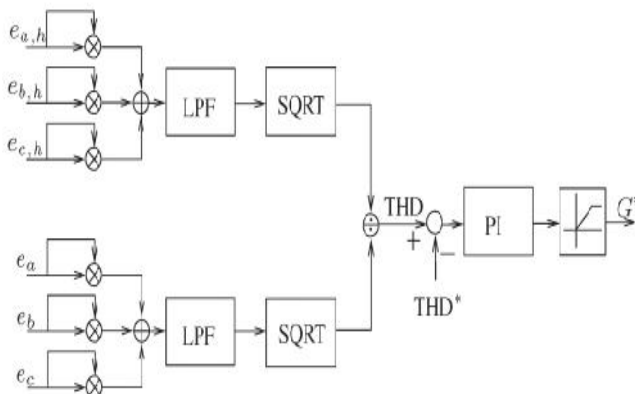 e_{a,h}
e_{b,h}
e_{c,h}
LPF
SQRT
THD
+
−
PI
G*
THD*
e_a
e_b
e_c
LPF
SQRT